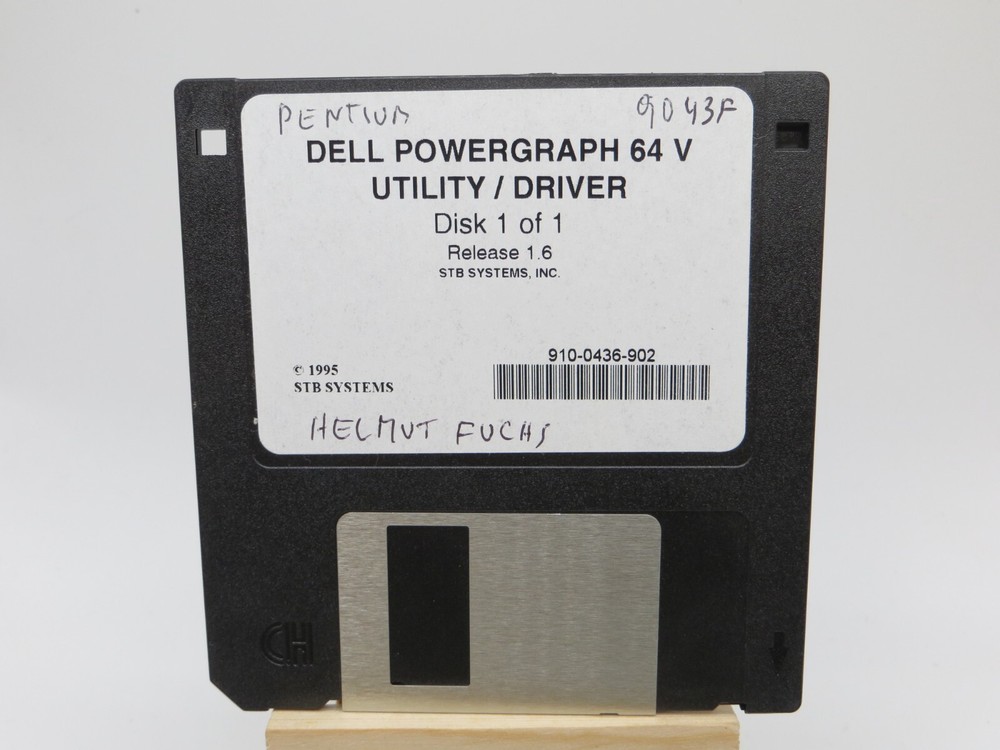 PENTIUM 9043F
DELL POWERGRAPH 64 V
UTILITY / DRIVER
Disk 1 of 1
Release 1.6
STB SYSTEMS, INC.
910-0436-902
© 1995
STB SYSTEMS
HELMUT FUCHS
HD